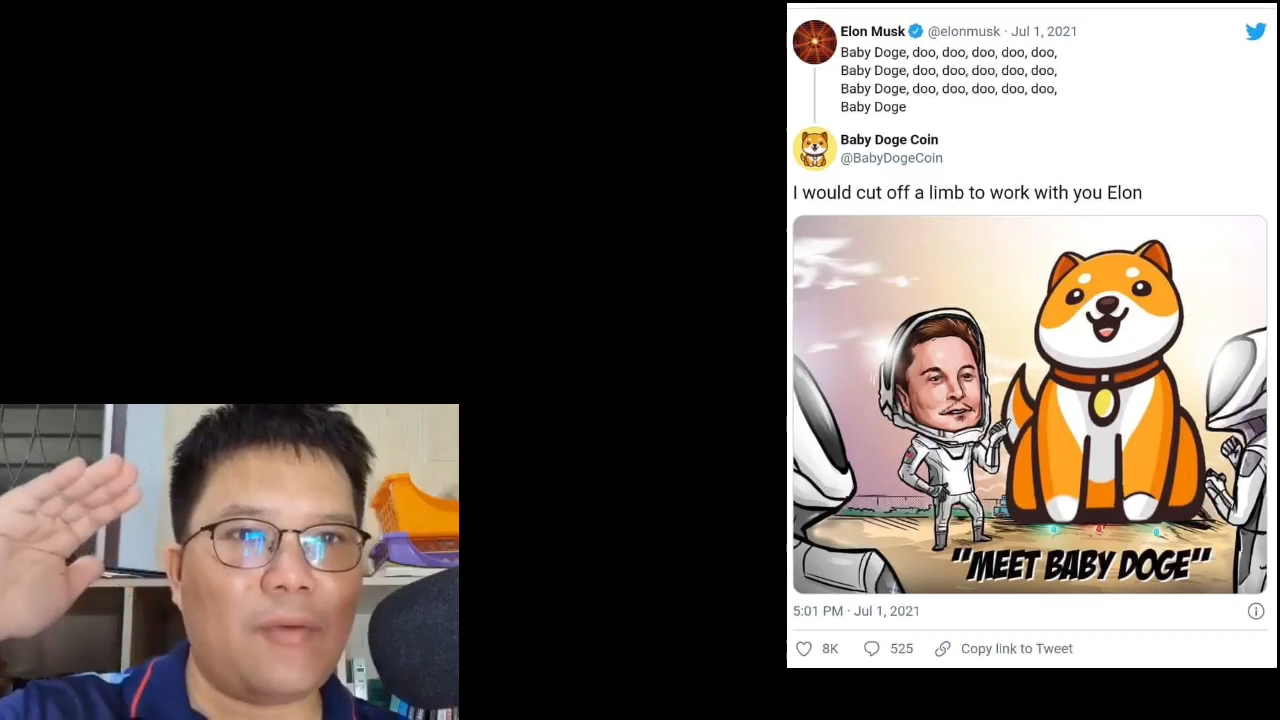 Elon Musk @elonmusk · Jul 1, 2021
Baby Doge, doo, doo, doo, doo, doo,
Baby Doge, doo, doo, doo, doo, doo,
Baby Doge, doo, doo, doo, doo, doo,
Baby Doge
Baby Doge Coin
@BabyDogeCoin
I would cut off a limb to work with you Elon
"MEET BABY DOGE"
5:01 PM · Jul 1, 2021
8K 525 Copy link to Tweet